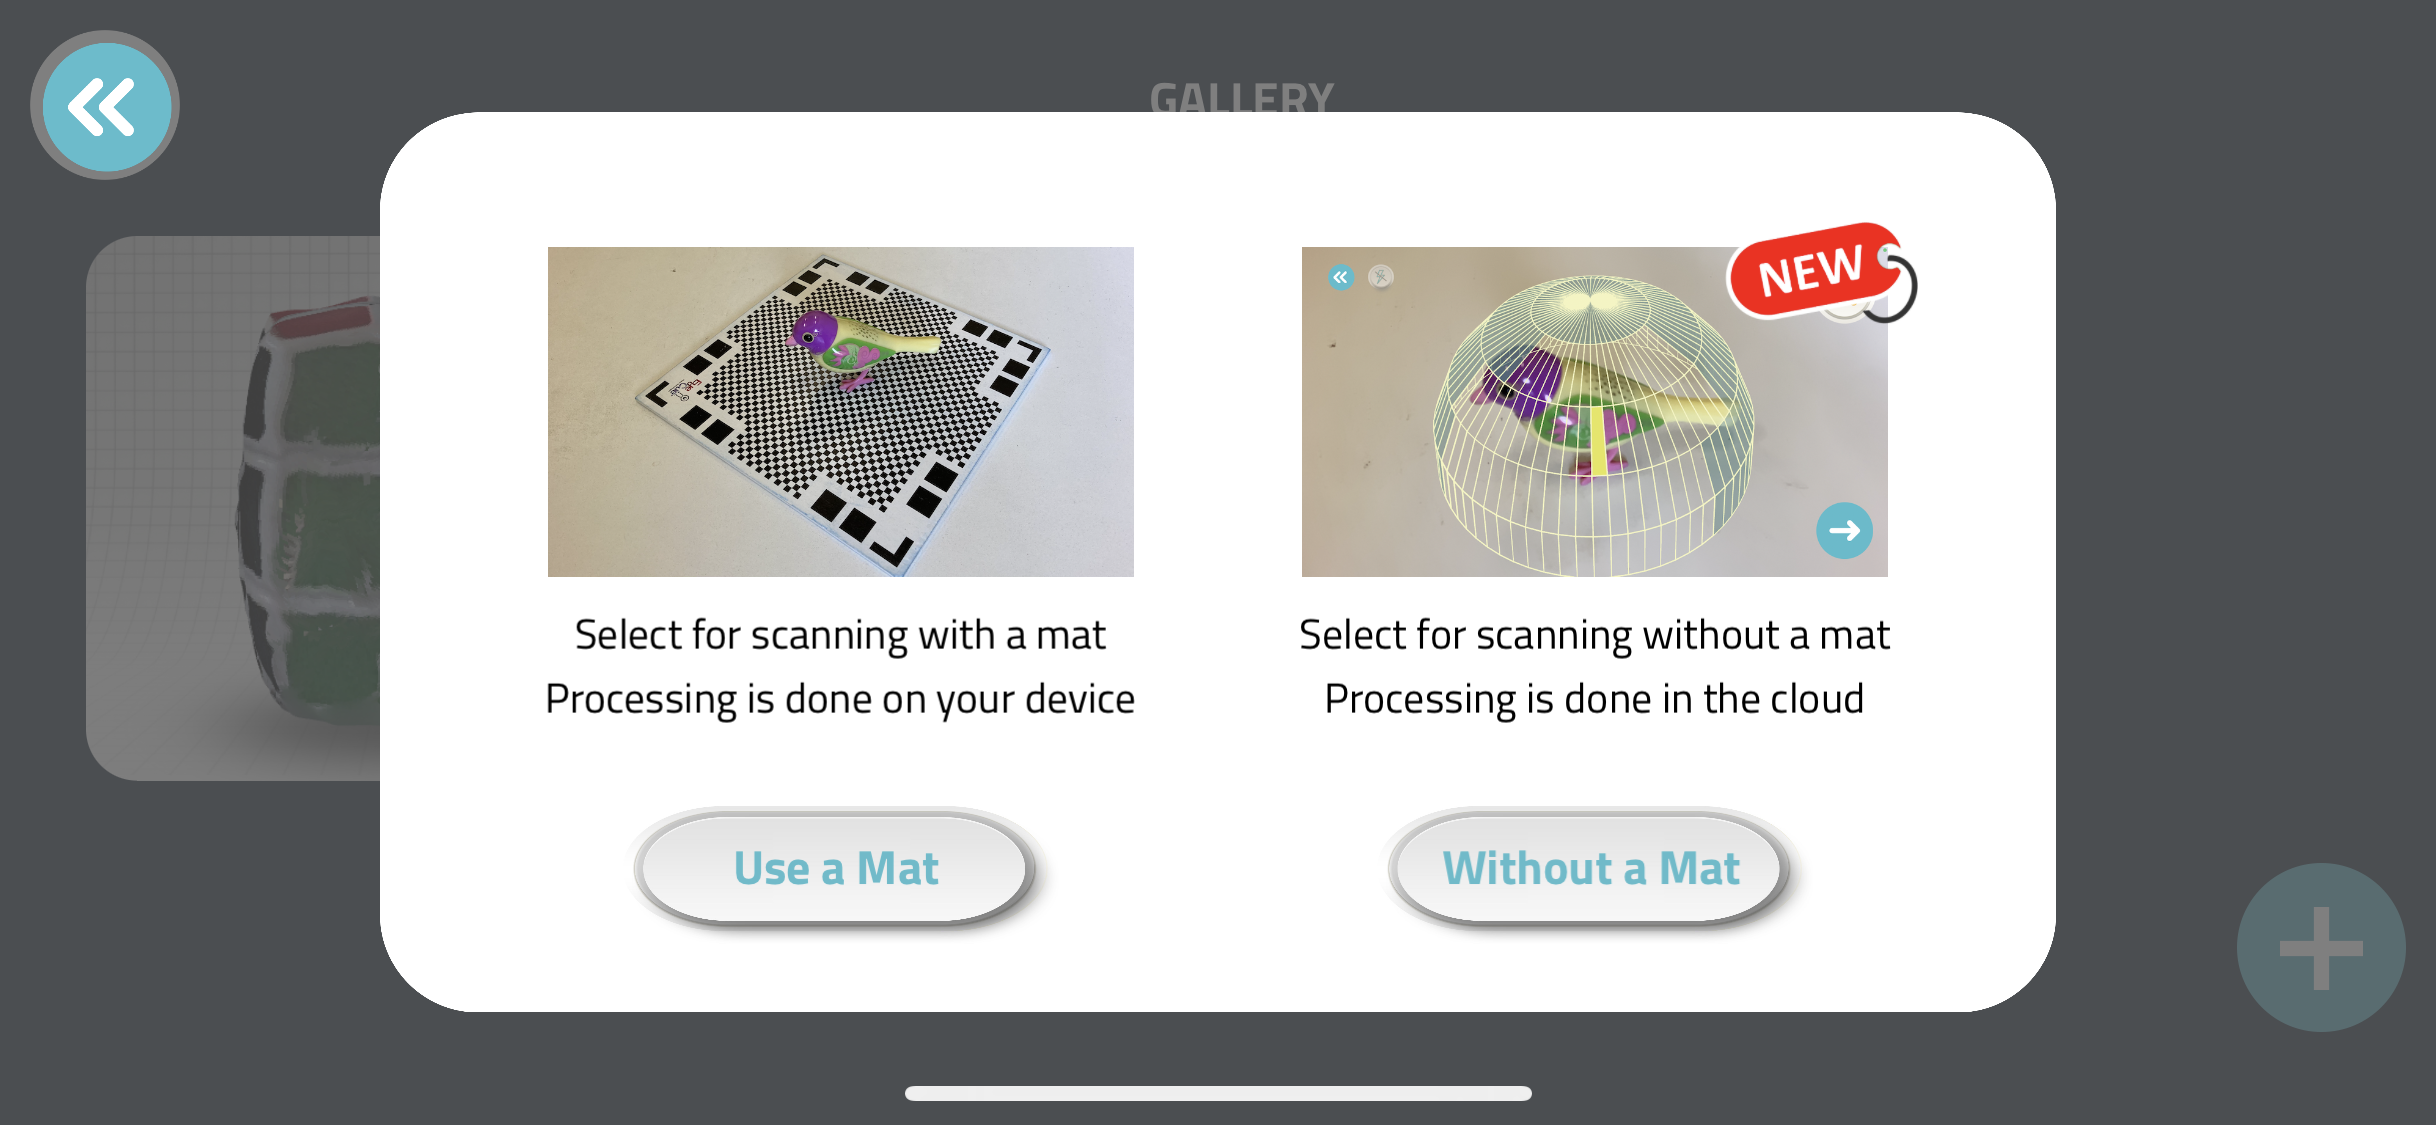 GALLERY
NEW
Select for scanning with a mat
Processing is done on your device
Select for scanning without a mat
Processing is done in the cloud
Use a Mat
Without a Mat